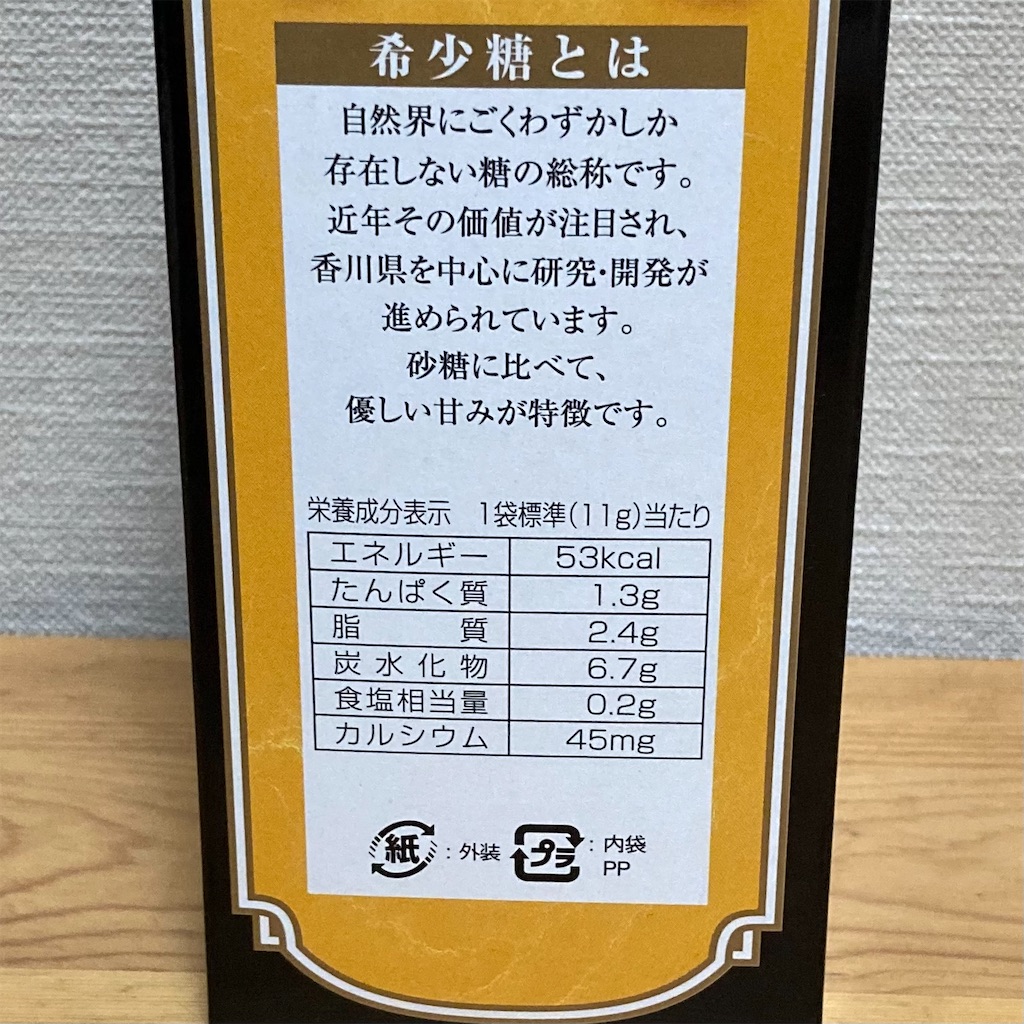 希少糖とは
自然界にごくわずかしか
存在しない糖の総称です。
近年その価値が注目され、
香川県を中心に研究・開発が
進められています。
砂糖に比べて、
優しい甘みが特徴です。
栄養成分表示 1袋標準(11g)当たり
エネルギー 53kcal
たんぱく質 1.3g
脂質 2.4g
炭水化物 6.7g
食塩相当量 0.2g
カルシウム 45mg
紙 : 外装 プラ : 内袋
PP